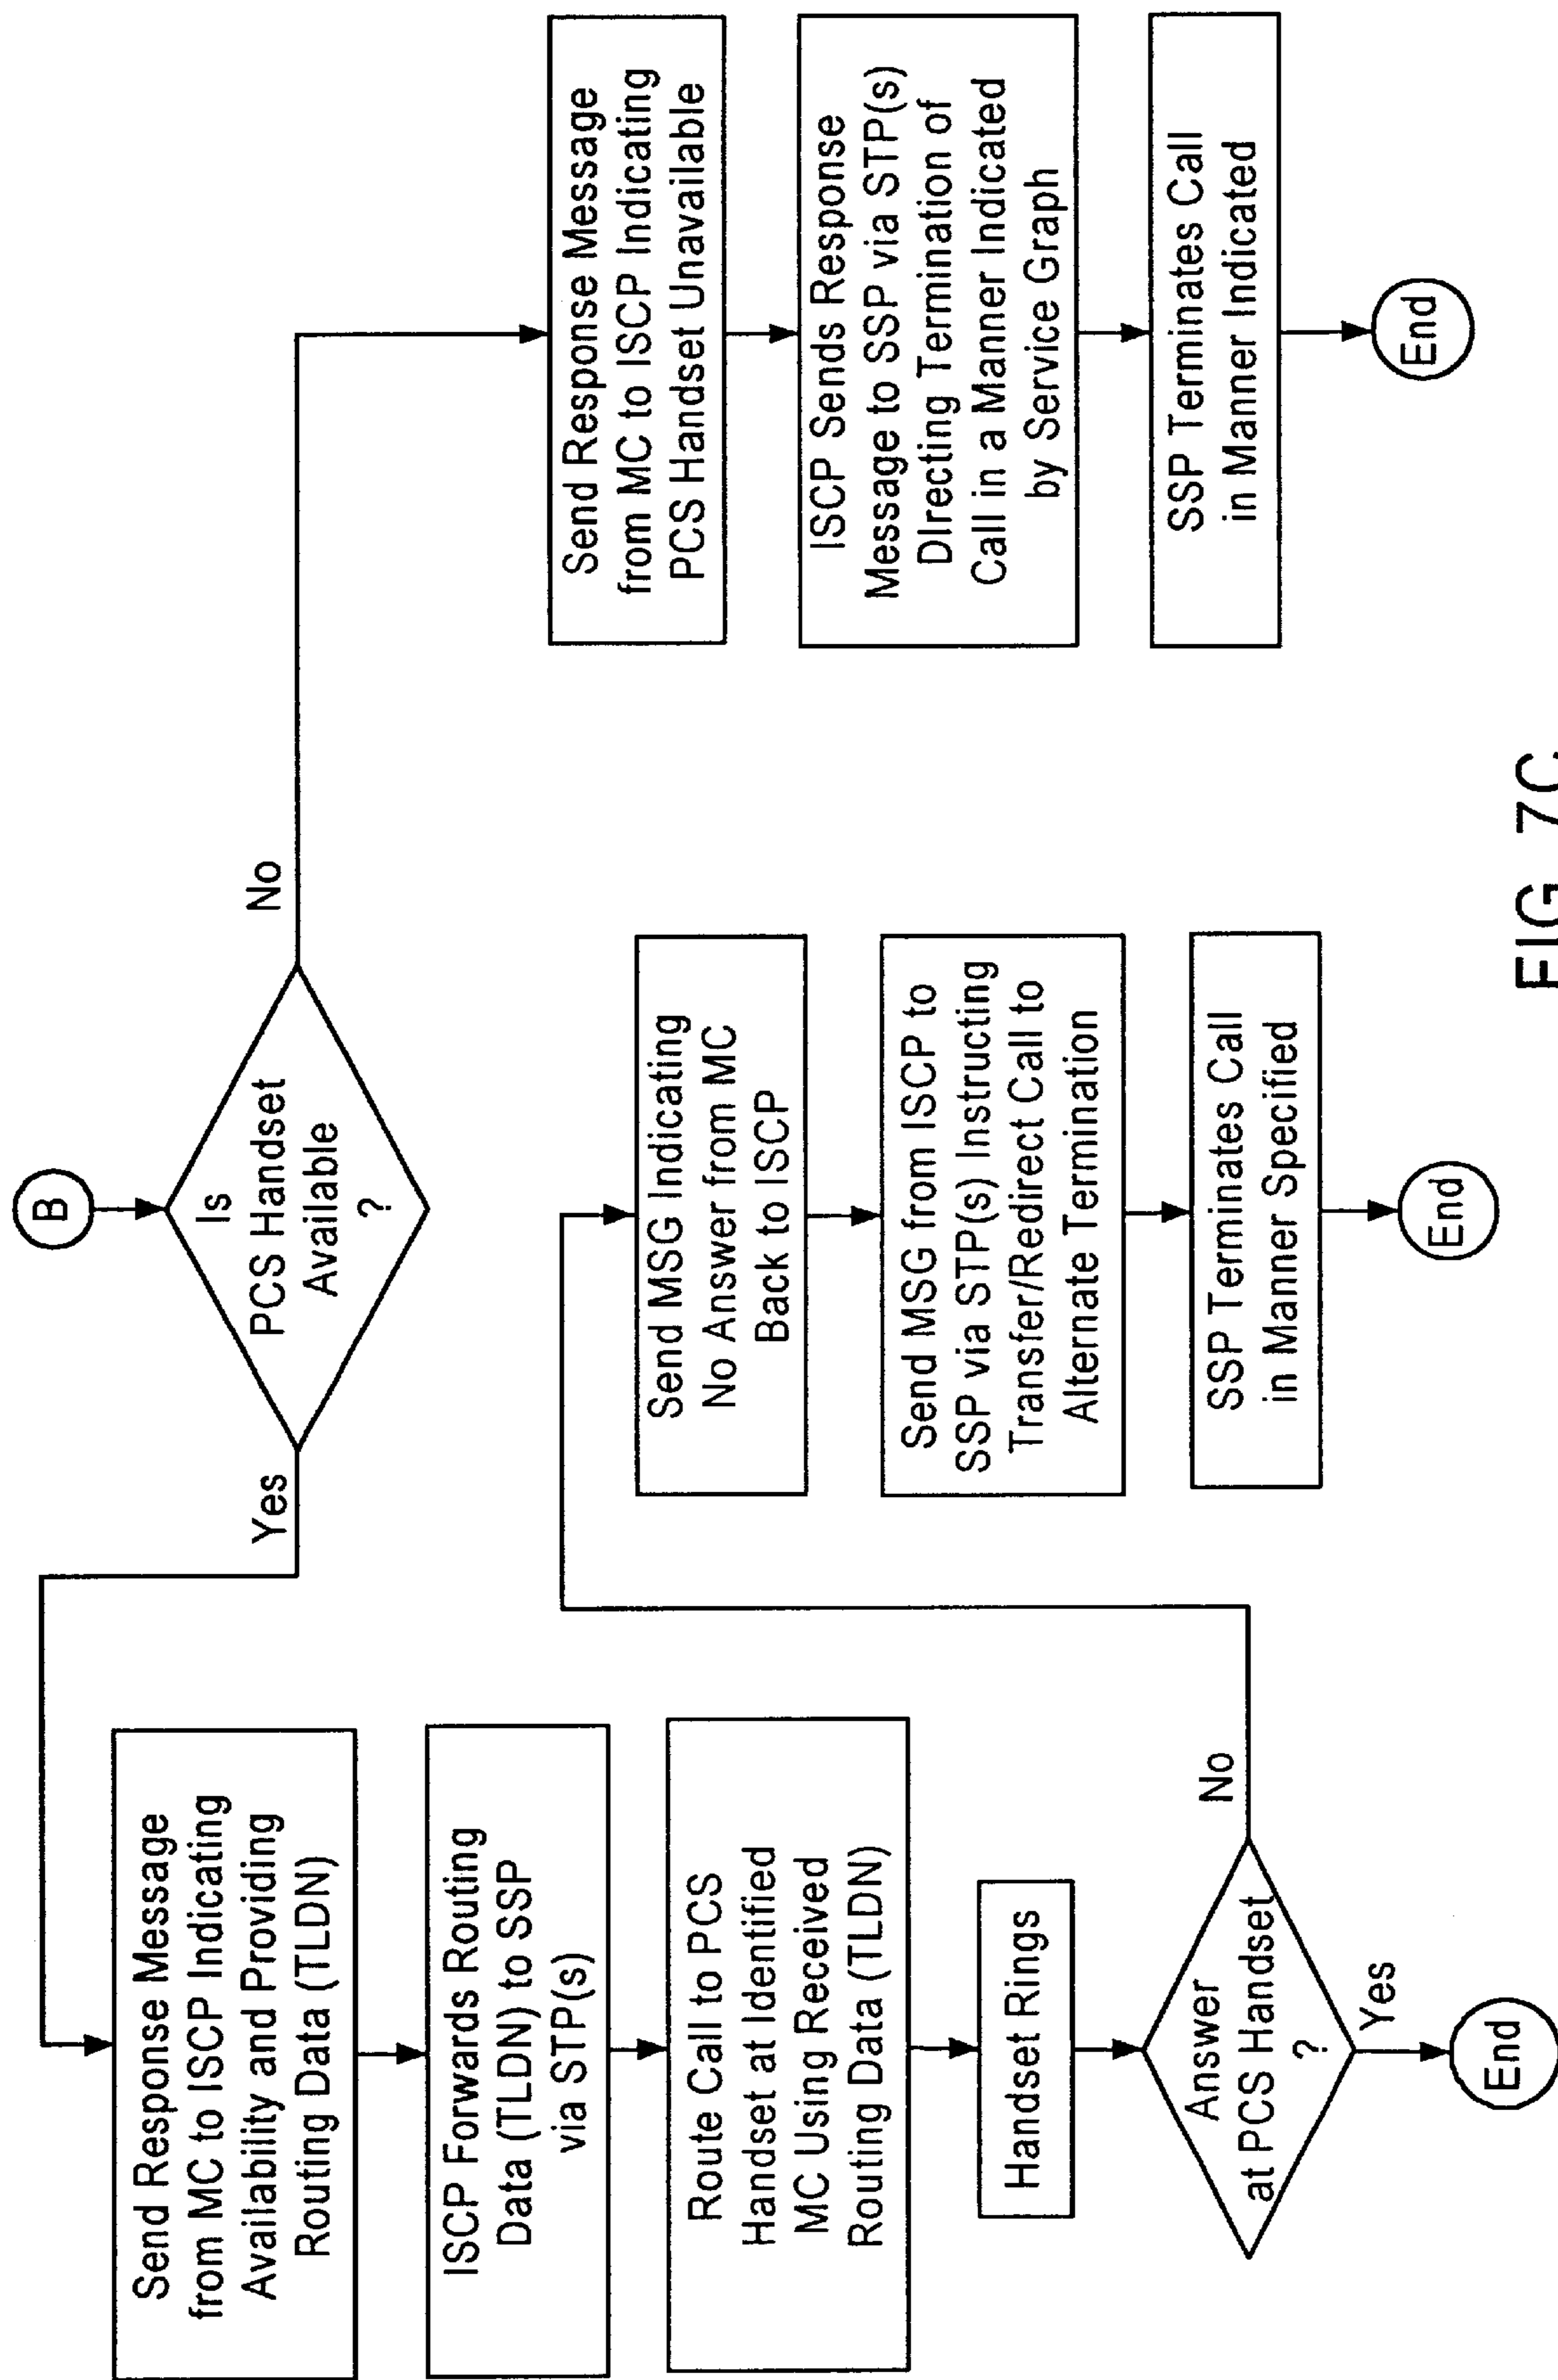 B
Is
PCS Handset
Available
?
Yes
No
Send Response Message
from MC to ISCP Indicating
Availability and Providing
Routing Data (TLDN)
ISCP Forwards Routing
Data (TLDN) to SSP
via STP(s)
Route Call to PCS
Handset at Identified
MC Using Received
Routing Data (TLDN)
Handset Rings
Answer
at PCS Handset
?
Yes
No
End
Send MSG Indicating
No Answer from MC
Back to ISCP
Send MSG from ISCP to
SSP via STP(s) Instructing
Transfer/Redirect Call to
Alternate Termination
SSP Terminates Call
in Manner Specified
End
Send Response Message
from MC to ISCP Indicating
PCS Handset Unavailable
ISCP Sends Response
Message to SSP via STP(s)
DIrecting Termination of
Call in a Manner Indicated
by Service Graph
SSP Terminates Call
in Manner Indicated
End
FIG. 7C